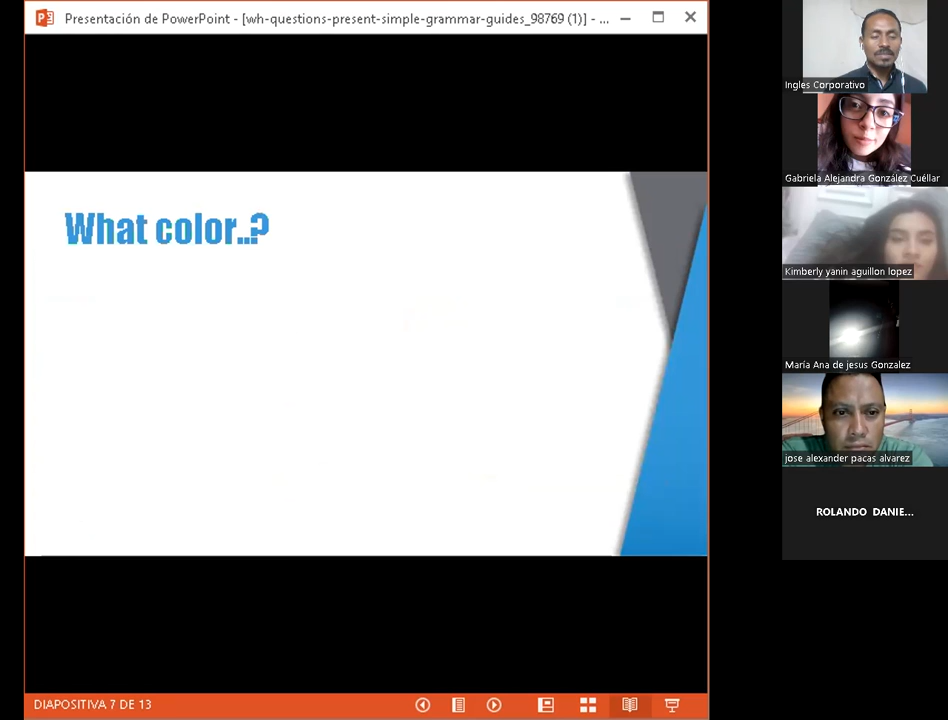 Presentación de PowerPoint - [wh-questions-present-simple-grammar-guides_98769 (1)] - ...
What color..?
DIAPOSITIVA 7 DE 13
Ingles Corporativo
Gabriela Alejandra González Cuéllar
Kimberly yanin aguillon lopez
María Ana de jesus Gonzalez
jose alexander pacas alvarez
ROLANDO DANIE...